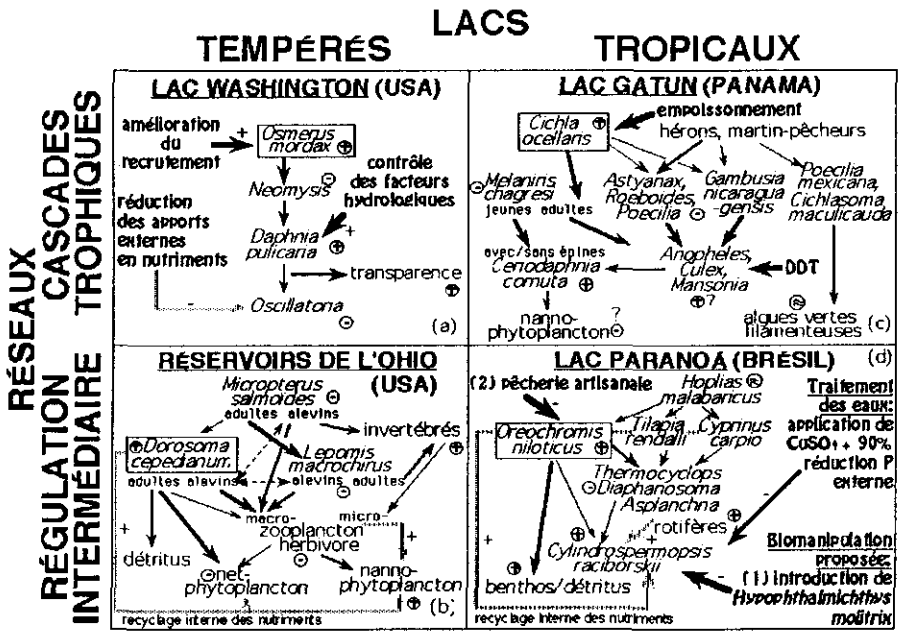 LACS
TEMPÉRÉS
TROPICAUX
RÉSEAUX
CASCADES
TROPHIQUES
RÉGULATION
INTERMÉDIAIRE
LAC WASHINGTON (USA)
amélioration
du
recrutement
+
Osmerus
mordax
Neomysis
contrôle
des facteurs
hydrologiques
réduction
des apports
externes
en nutriments
Daphnia
pulicaria
+
transparence
Oscillatoria
(a)
LAC GATUN (PANAMA)
empoissonnement
Cichla
ocellaris
hérons, martin-pêcheurs
Melaniris
chagresi
jeunes adultes
Astyanax,
Roeboides,
Poecilia
Gambusia
nicaragua
-gensis
Poecilia
mexicana,
Cichlasoma
maculicauda
avec/sans épines
Ceriodaphnia
cornuta
Anopheles,
Culex,
Mansonia
?
DDT
nanno-
phytoplancton
?
algues vertes
filamenteuses
(c)
RÉSERVOIRS DE L'OHIO
(USA)
Micropterus
salmoides
adultes alevins
invertébrés
Dorosoma
cepedianum
Lepomis
macrochirus
adultes alevins
alevins adultes
macro-
micro-
zooplancton
herbivore
+
détritus
net-
phytoplancton
nanno-
phytoplancton
+
(b)
recyclage interne des nutriments
LAC PARANOÁ (BRÉSIL)
(d)
(2) pêcherie artisanale
Hoplias
malabaricus
Traitement
des eaux:
application de
CuSO4 + 90%
réduction P
externe
Oreochromis
niloticus
Tilapia
rendalli
Cyprinus
carpio
Thermocyclops
Diaphanosoma
Asplanchna
rotifères
+
Cylindrospermopsis
raciborskii
+
benthos/détritus
Biomanipulation
proposée:
(1) introduction de
Hypophthalmichthys
molitrix
recyclage interne des nutriments